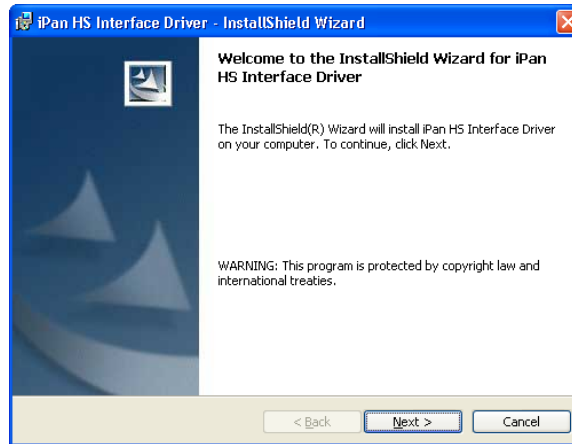 iPan HS Interface Driver - InstallShield Wizard
Welcome to the InstallShield Wizard for iPan
HS Interface Driver
The InstallShield(R) Wizard will install iPan HS Interface Driver
on your computer. To continue, click Next.
WARNING: This program is protected by copyright law and
international treaties.
< Back Next > Cancel